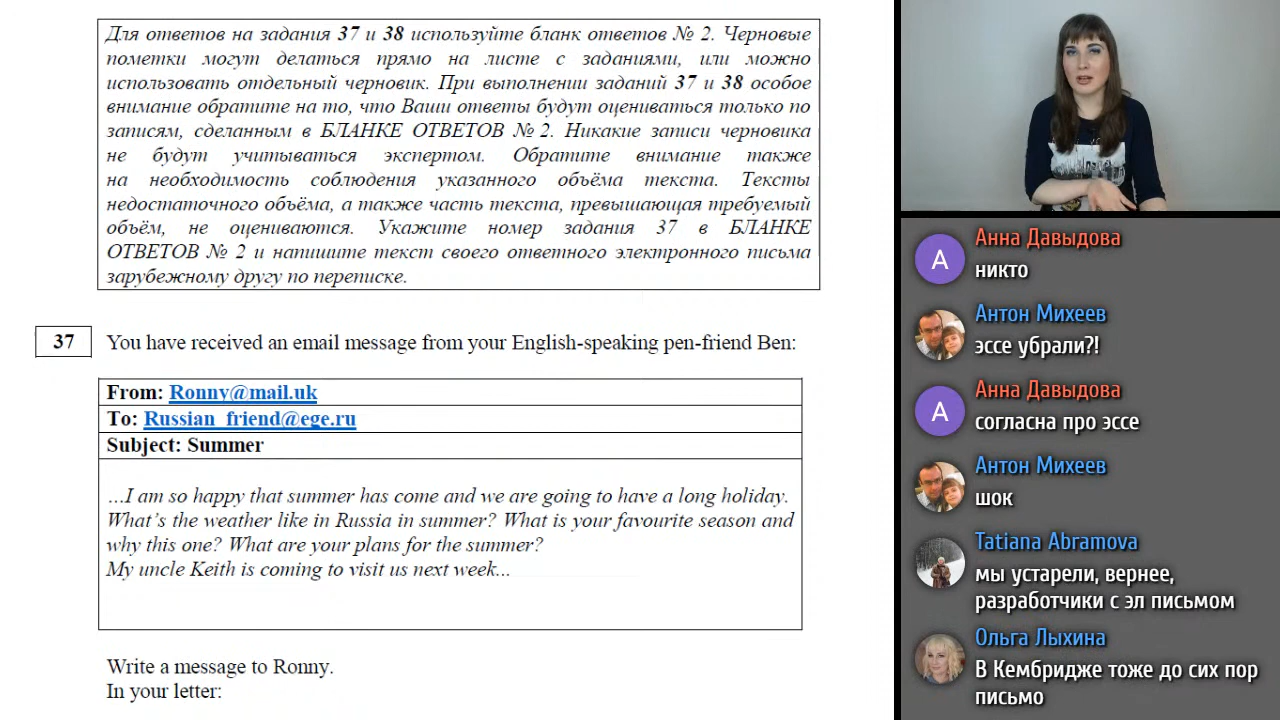 Для ответов на задания 37 и 38 используйте бланк ответов № 2. Черновые
пометки могут делаться прямо на листе с заданиями, или можно
использовать отдельный черновик. При выполнении заданий 37 и 38 особое
внимание обратите на то, что Ваши ответы будут оцениваться только по
записям, сделанным в БЛАНКЕ ОТВЕТОВ № 2. Никакие записи черновика
не будут учитываться экспертом. Обратите внимание также
на необходимость соблюдения указанного объёма текста. Тексты
недостаточного объёма, а также часть текста, превышающая требуемый
объём, не оцениваются. Укажите номер задания 37 в БЛАНКЕ
ОТВЕТОВ № 2 и напишите текст своего ответного электронного письма
зарубежному другу по переписке.
37
You have received an email message from your English-speaking pen-friend Ben:
From: Ronny@mail.uk
To: Russian_friend@ege.ru
Subject: Summer
...I am so happy that summer has come and we are going to have a long holiday.
What's the weather like in Russia in summer? What is your favourite season and
why this one? What are your plans for the summer?
My uncle Keith is coming to visit us next week...
Write a message to Ronny.
In your letter:
А
Анна Давыдова
никто
Антон Михеев
эссе убрали?!
А
Анна Давыдова
согласна про эссе
Антон Михеев
шок
Tatiana Abramova
мы устарели, вернее,
разработчики с эл письмом
Ольга Лыхина
В Кембридже тоже до сих пор
письмо